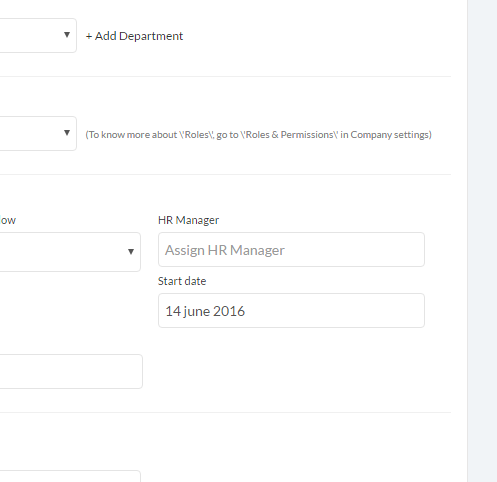 + Add Department
(To know more about \'Roles\', go to \'Roles & Permissions\' in Company settings)
HR Manager
Assign HR Manager
Start date
14 june 2016